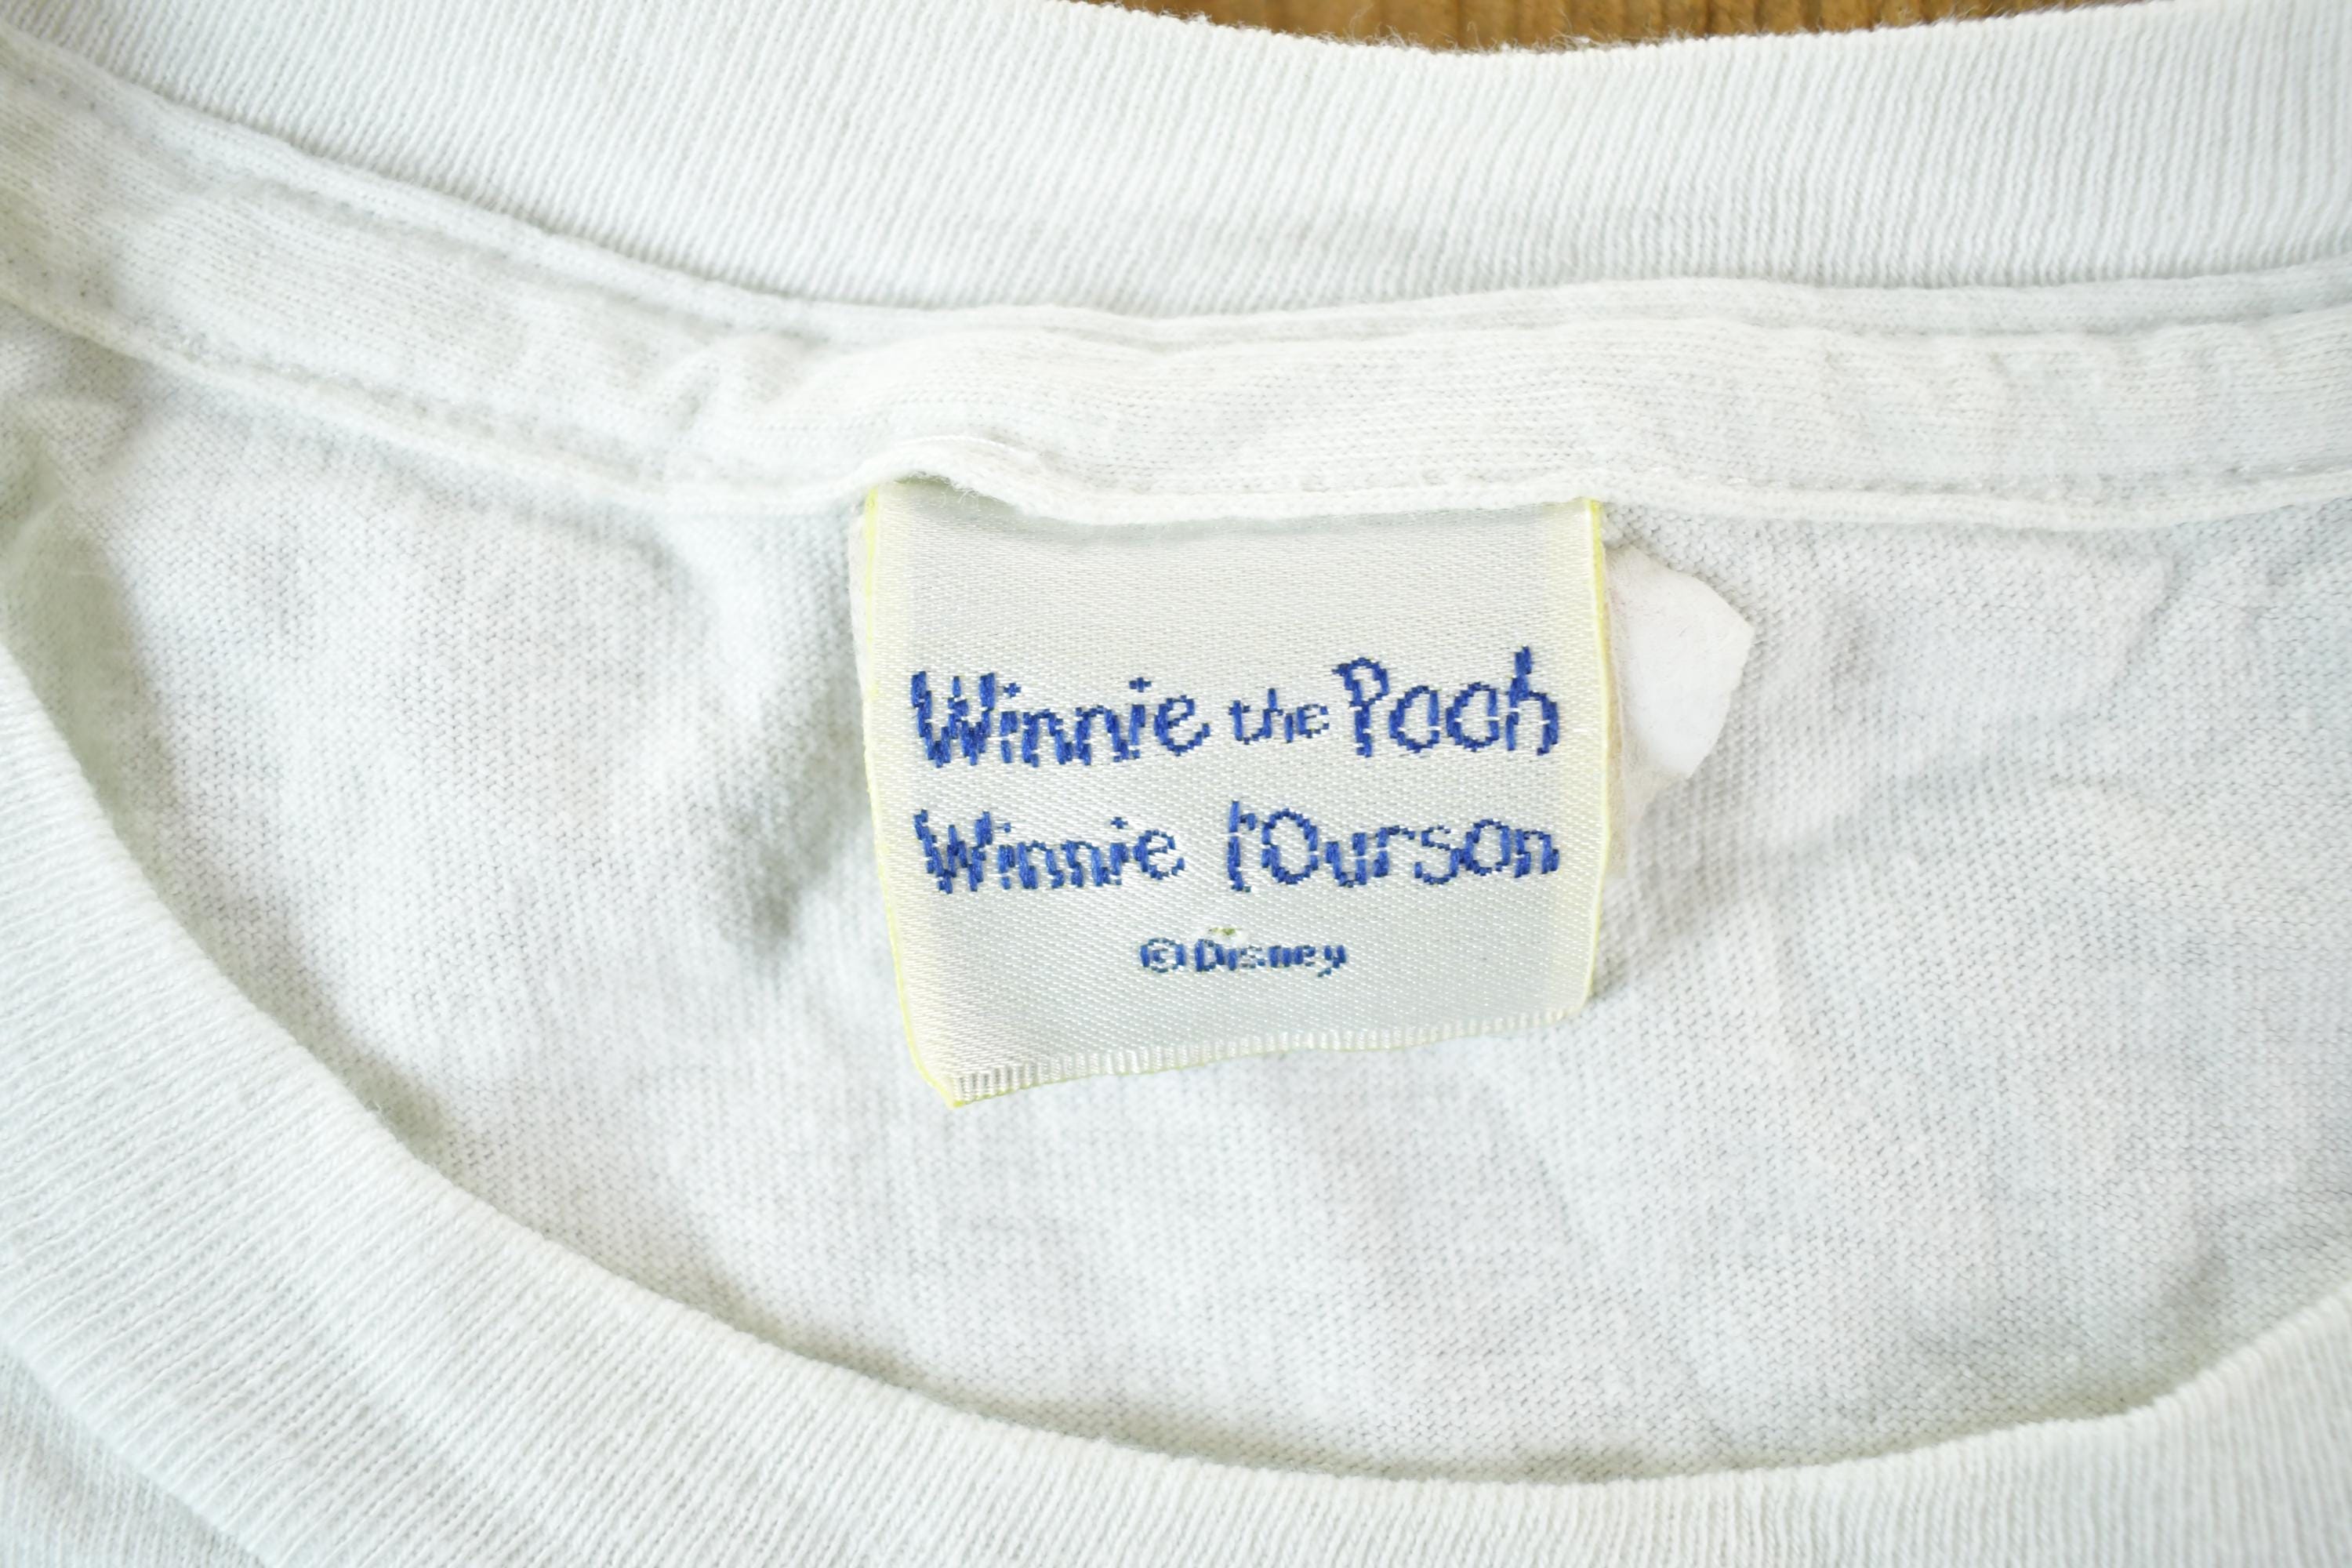 Winnie the Pooh
Winnie l'Ourson
© Disney